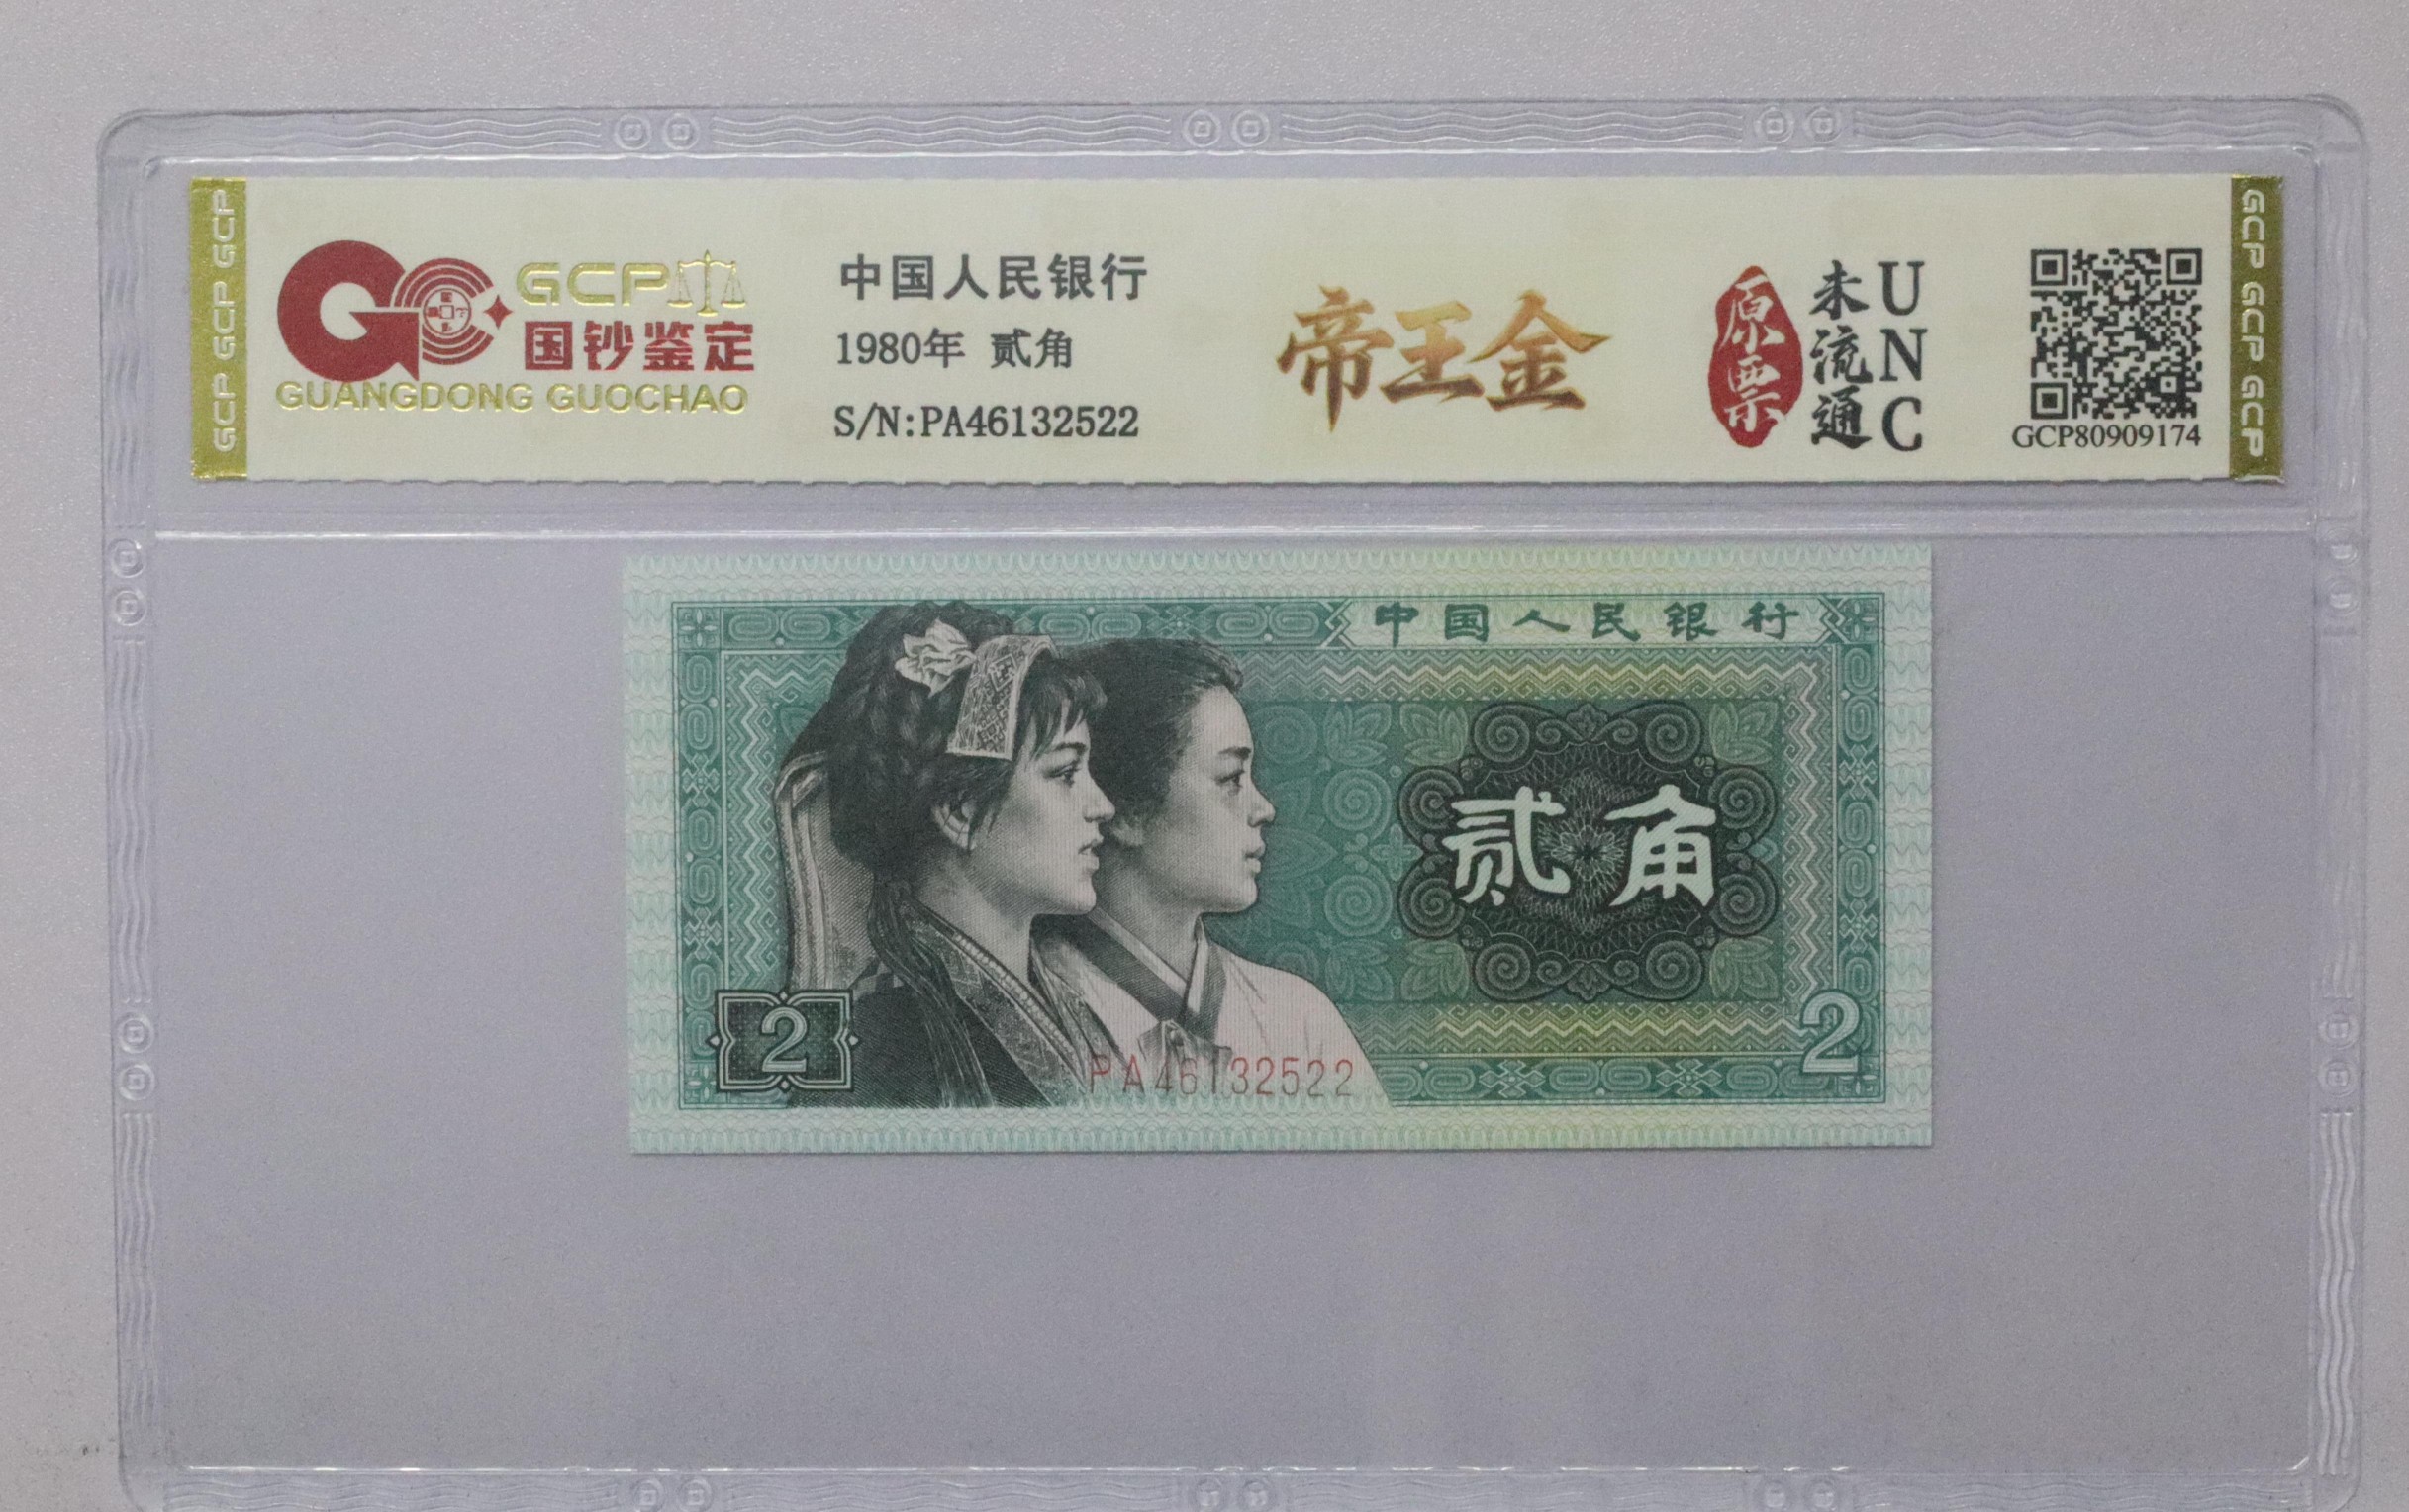 GCP GCP GCP
GCP
国钞鉴定
GUANGDONG GUOCHAO
中国人民银行
1980年 贰角
S/N:PA46132522
帝王金
原票
未流通
UNC
GCP80909174
GCP GCP GCP
中国人民银行
贰角
2
2
PA46132522